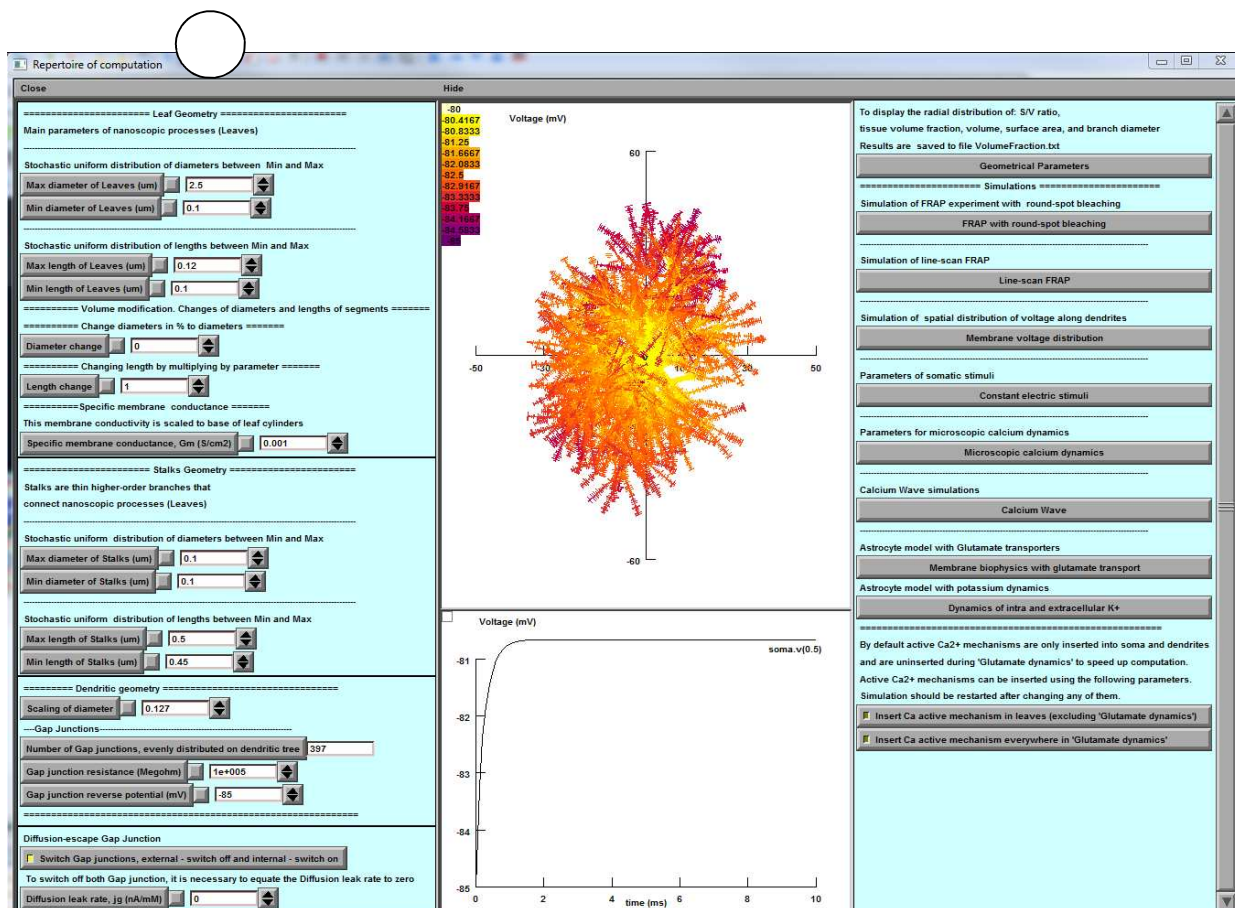 Repertoire of computation
Close
Hide
======================= Leaf Geometry =======================
Main parameters of nanoscopic processes (Leaves)
Stochastic uniform distribution of diameters between Min and Max
Max diameter of Leaves (um) 2.5
Min diameter of Leaves (um) 0.1
Stochastic uniform distribution of lengths between Min and Max
Max length of Leaves (um) 0.12
Min length of Leaves (um) 0.1
========== Volume modification. Changes of diameters and lengths of segments =======
========== Change diameters in % to diameters =======
Diameter change 0
========== Changing length by multiplying by parameter =======
Length change 1
==========Specific membrane conductance =======
This membrane conductivity is scaled to base of leaf cylinders
Specific membrane conductance, Gm (S/cm2) 0.001
======================= Stalks Geometry =======================
Stalks are thin higher-order branches that
connect nanoscopic processes (Leaves)
Stochastic uniform distribution of diameters between Min and Max
Max diameter of Stalks (um) 0.1
Min diameter of Stalks (um) 0.1
Stochastic uniform distribution of lengths between Min and Max
Max length of Stalks (um) 0.5
Min length of Stalks (um) 0.45
========= Dendritic geometry ================================
Scaling of diameter 0.127
----Gap Junctions------------------------------------
Number of Gap junctions, evenly distributed on dendritic tree 397
Gap junction resistance (Megohm) 1e+005
Gap junction reverse potential (mV) -85
Diffusion-escape Gap Junction
Switch Gap junctions, external - switch off and internal - switch on
To switch off both Gap junction, it is necessary to equate the Diffusion leak rate to zero
Diffusion leak rate, jg (nA/mM) 0
-80
-80.4167
-80.8333
-81.25
-81.6667
-82.0833
-82.5
-82.9167
-83.3333
-83.75
-84.1667
-84.5833
-85
Voltage (mV)
60
-50
-30
10
30
50
-60
Voltage (mV)
soma.v(0.5)
-81
-82
-83
-84
-85
0
2
4
6
8
10
time (ms)
To display the radial distribution of: S/V ratio,
tissue volume fraction, volume, surface area, and branch diameter
Results are saved to file VolumeFraction.txt
Geometrical Parameters
====================== Simulations ======================
Simulation of FRAP experiment with round-spot bleaching
FRAP with round-spot bleaching
Simulation of line-scan FRAP
Line-scan FRAP
Simulation of spatial distribution of voltage along dendrites
Membrane voltage distribution
Parameters of somatic stimuli
Constant electric stimuli
Parameters for microscopic calcium dynamics
Microscopic calcium dynamics
Calcium Wave simulations
Calcium Wave
Astrocyte model with Glutamate transporters
Membrane biophysics with glutamate transport
Astrocyte model with potassium dynamics
Dynamics of intra and extracellular K+
By default active Ca2+ mechanisms are only inserted into soma and dendrites
and are uninserted during 'Glutamate dynamics' to speed up computation.
Active Ca2+ mechanisms can be inserted using the following parameters.
Simulation should be restarted after changing any of them.
Insert Ca active mechanism in leaves (excluding 'Glutamate dynamics')
Insert Ca active mechanism everywhere in 'Glutamate dynamics'